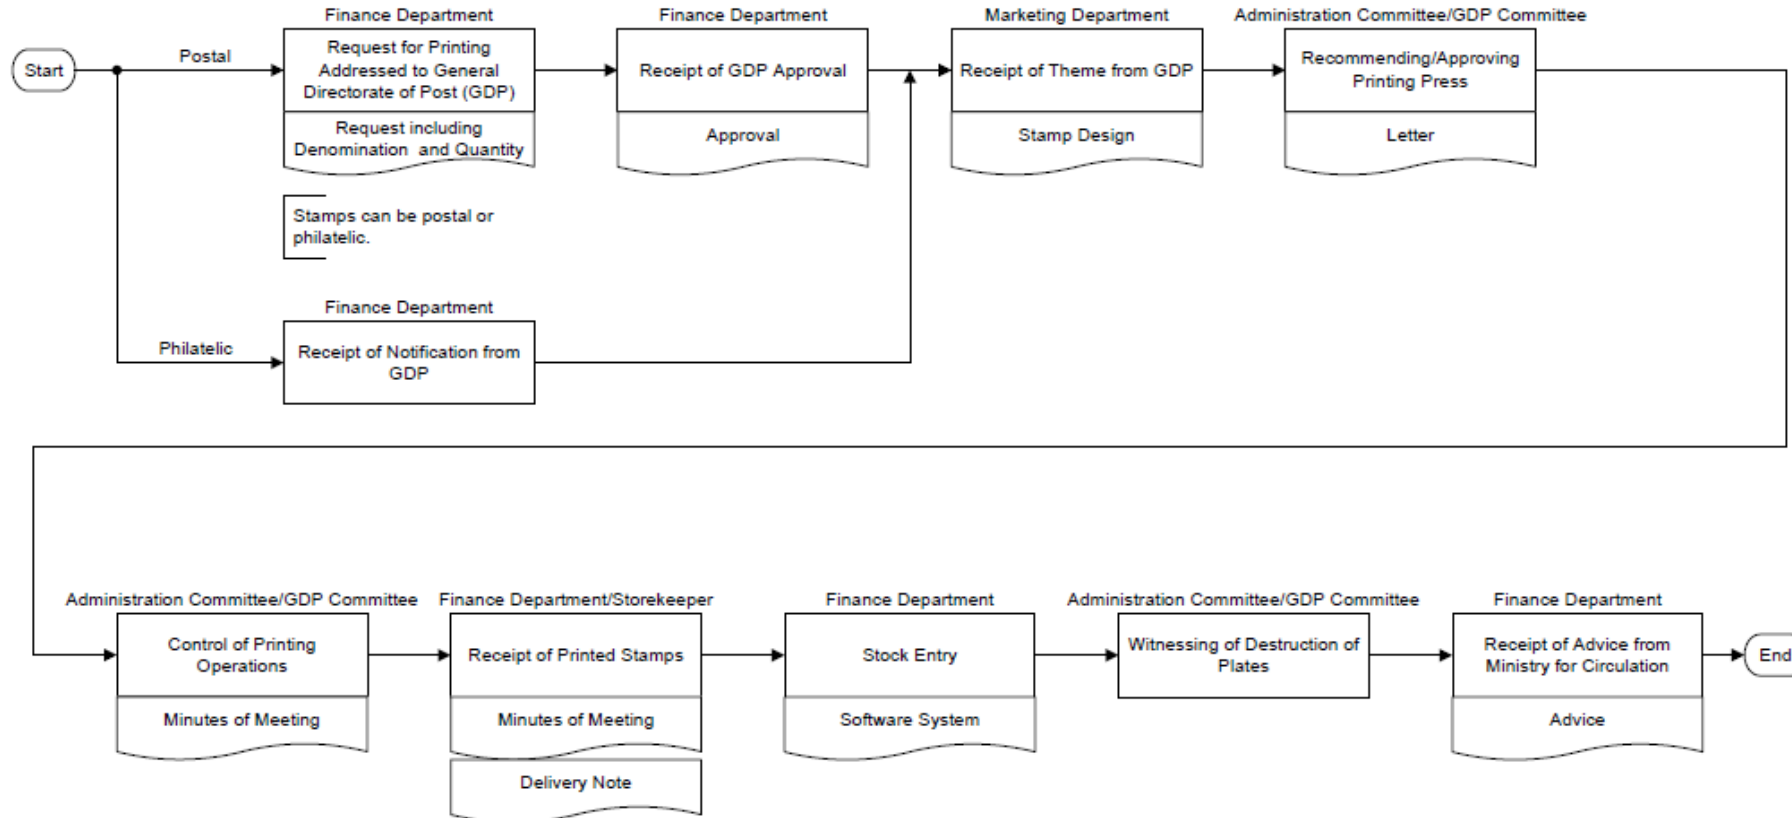 Finance Department
Finance Department
Marketing Department
Administration Committee/GDP Committee
Start
Postal
Request for Printing
Addressed to General
Directorate of Post (GDP)
Request including
Denomination and Quantity
Receipt of GDP Approval
Approval
Receipt of Theme from GDP
Stamp Design
Recommending/Approving
Printing Press
Letter
Stamps can be postal or
philatelic.
Finance Department
Philatelic
Receipt of Notification from
GDP
Administration Committee/GDP Committee
Control of Printing
Operations
Minutes of Meeting
Finance Department/Storekeeper
Receipt of Printed Stamps
Minutes of Meeting
Delivery Note
Finance Department
Stock Entry
Software System
Administration Committee/GDP Committee
Witnessing of Destruction of
Plates
Finance Department
Receipt of Advice from
Ministry for Circulation
Advice
End